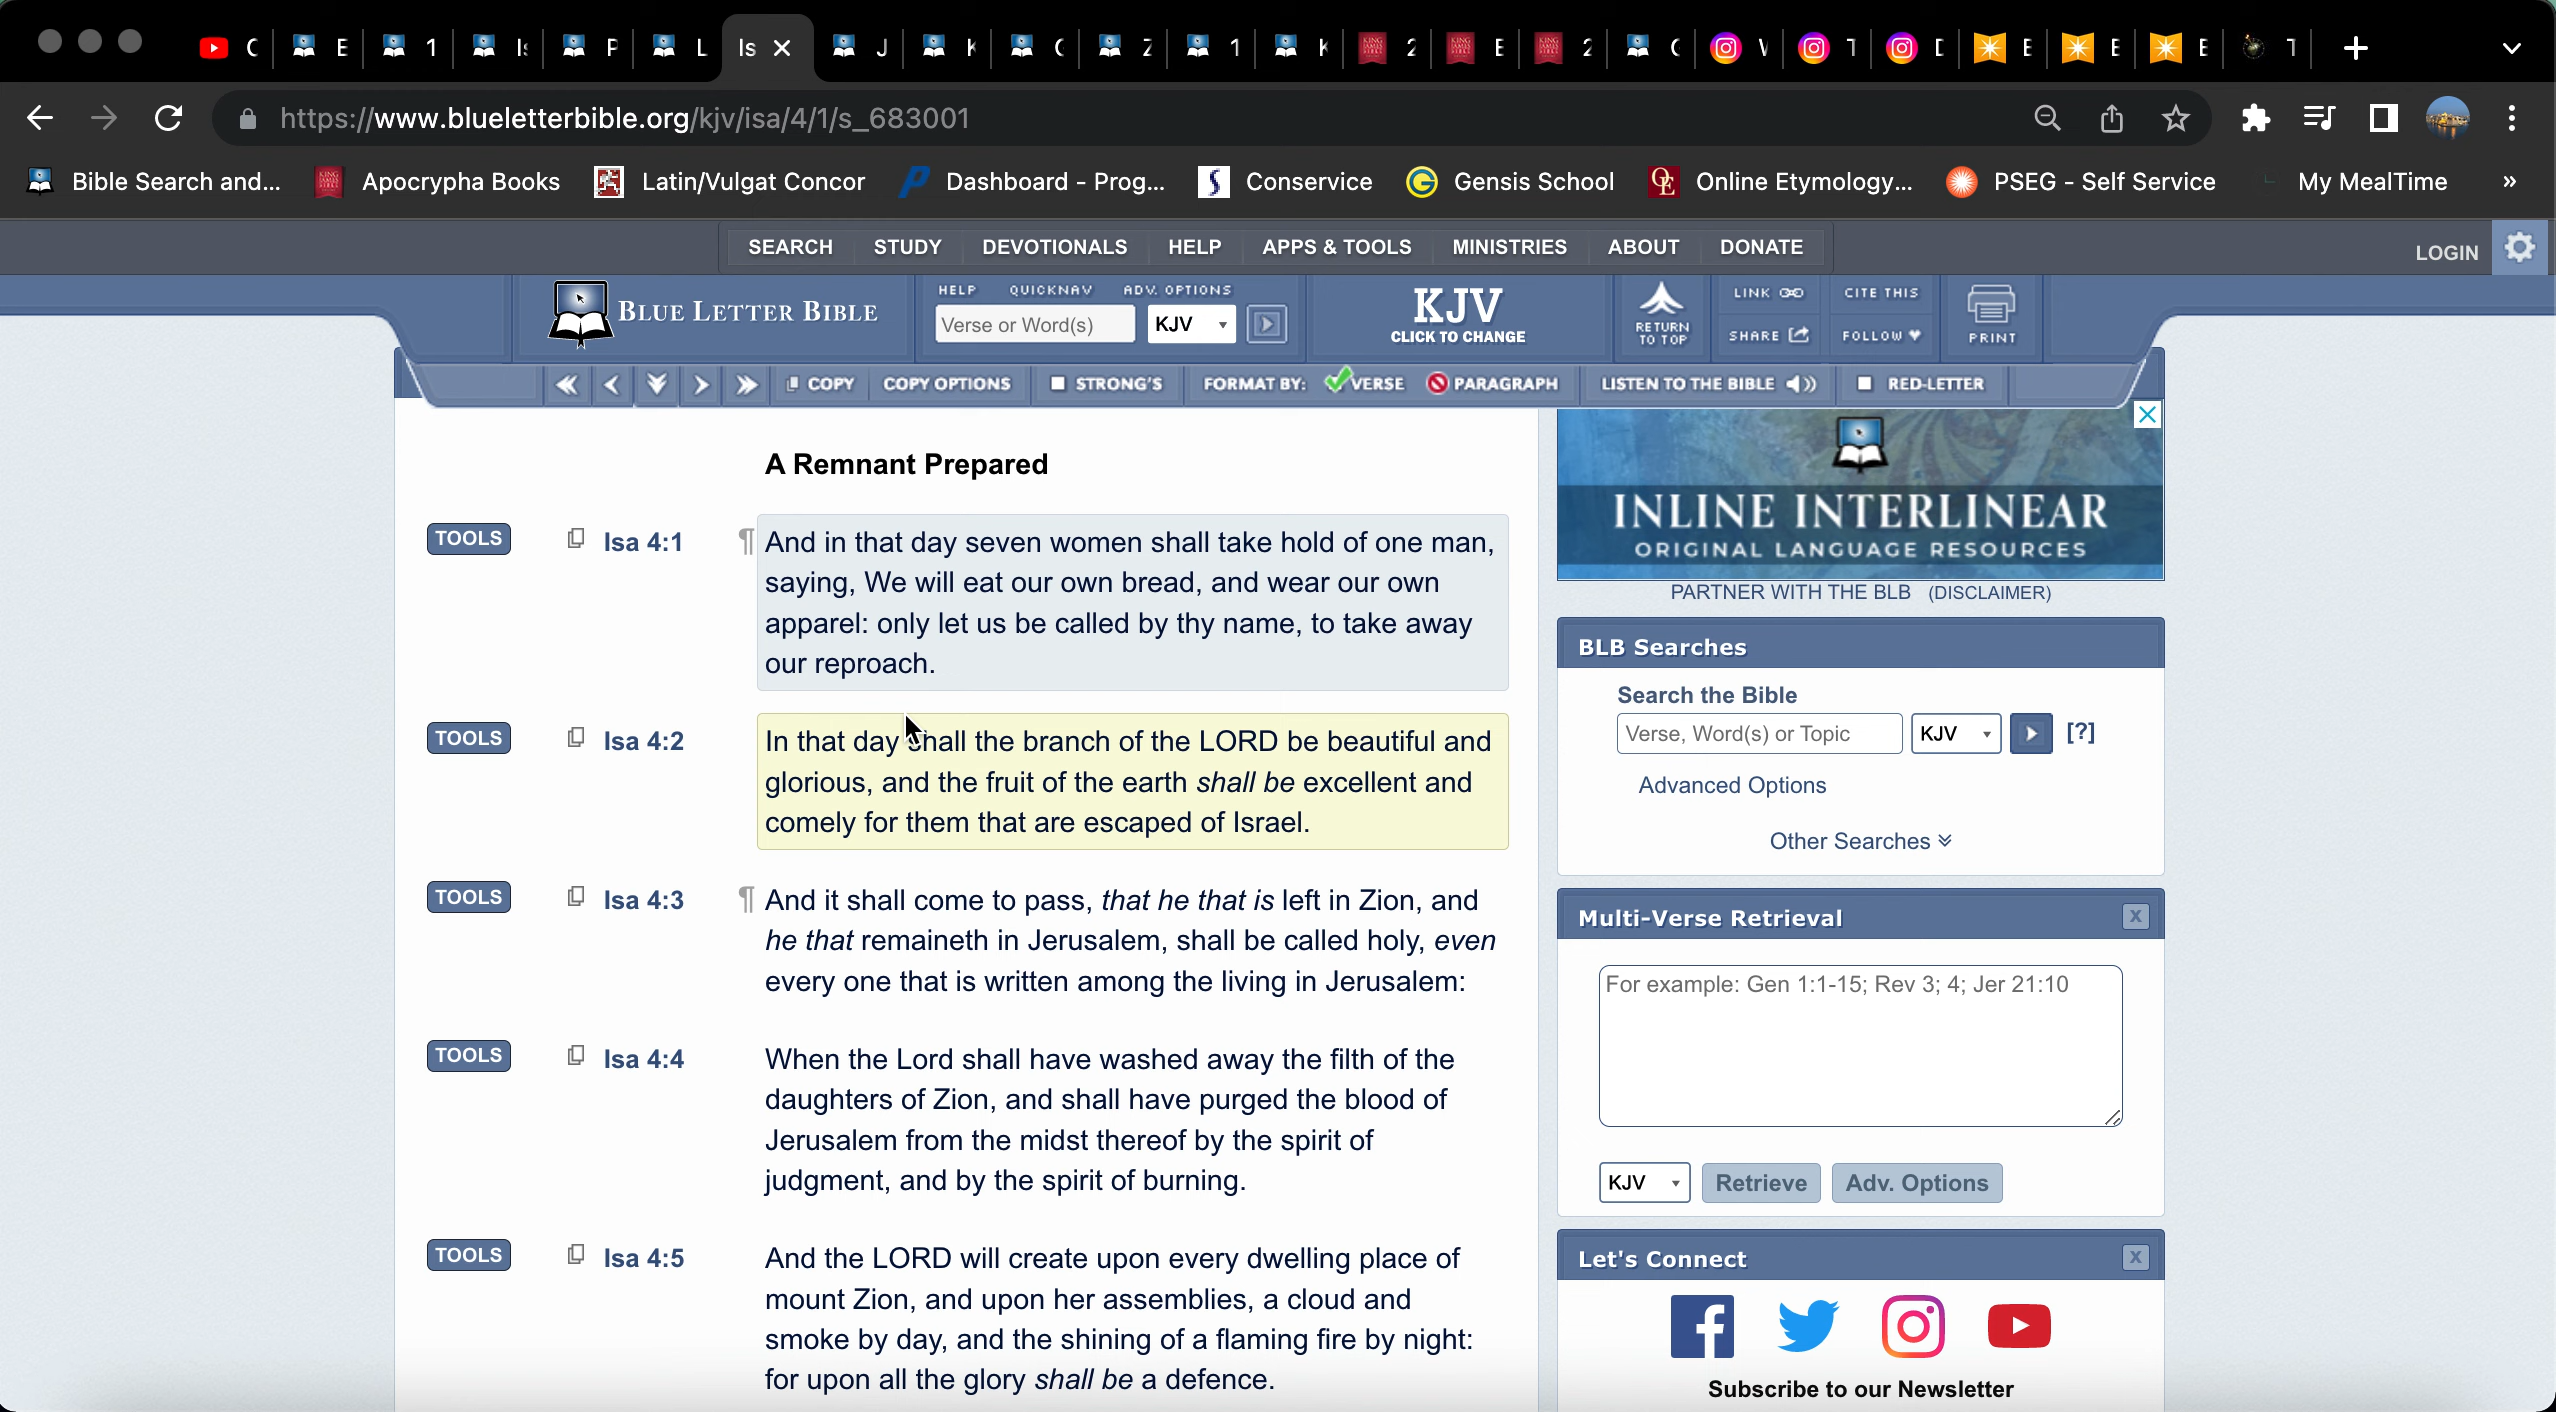 C
E
1
Is
P
L
Is
J
K
C
Z
1
K
2
E
2
C
V
T
D
E
E
E
T
https://www.blueletterbible.org/kjv/isa/4/1/s_683001
Bible Search and...
Apocrypha Books
Latin/Vulgat Concor
Dashboard - Prog...
Conservice
Gensis School
Online Etymology...
PSEG - Self Service
My MealTime
»
SEARCH STUDY DEVOTIONALS HELP APPS & TOOLS MINISTRIES ABOUT DONATE
LOGIN
BLUE LETTER BIBLE
HELP QUICKNAV ADV. OPTIONS
Verse or Word(s)
KJV
KJV
CLICK TO CHANGE
RETURN
TO TOP
LINK
CITE THIS
SHARE
FOLLOW
PRINT
COPY COPY OPTIONS STRONG'S FORMAT BY: VERSE PARAGRAPH LISTEN TO THE BIBLE RED-LETTER
A Remnant Prepared
TOOLS Isa 4:1 ¶ And in that day seven women shall take hold of one man,
saying, We will eat our own bread, and wear our own
apparel: only let us be called by thy name, to take away
our reproach.
TOOLS Isa 4:2 In that day shall the branch of the LORD be beautiful and
glorious, and the fruit of the earth shall be excellent and
comely for them that are escaped of Israel.
TOOLS Isa 4:3 ¶ And it shall come to pass, that he that is left in Zion, and
he that remaineth in Jerusalem, shall be called holy, even
every one that is written among the living in Jerusalem:
TOOLS Isa 4:4 When the Lord shall have washed away the filth of the
daughters of Zion, and shall have purged the blood of
Jerusalem from the midst thereof by the spirit of
judgment, and by the spirit of burning.
TOOLS Isa 4:5 And the LORD will create upon every dwelling place of
mount Zion, and upon her assemblies, a cloud and
smoke by day, and the shining of a flaming fire by night:
for upon all the glory shall be a defence.
INLINE INTERLINEAR
ORIGINAL LANGUAGE RESOURCES
PARTNER WITH THE BLB (DISCLAIMER)
BLB Searches
Search the Bible
Verse, Word(s) or Topic
KJV
[?]
Advanced Options
Other Searches
Multi-Verse Retrieval
X
For example: Gen 1:1-15; Rev 3; 4; Jer 21:10
KJV
Retrieve
Adv. Options
Let's Connect
X
Subscribe to our Newsletter